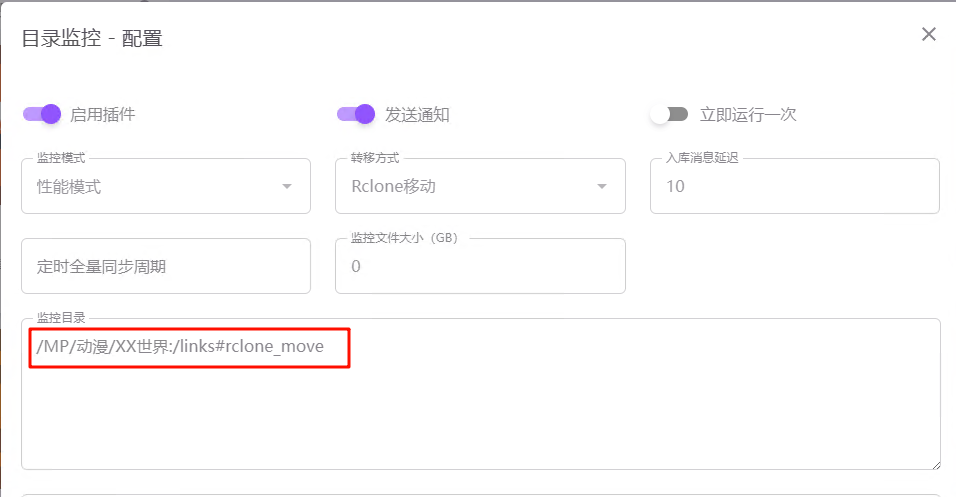 目录监控 - 配置
启用插件
发送通知
立即运行一次
监控模式
性能模式
转移方式
Rclone移动
入库消息延迟
10
定时全量同步周期
监控文件大小（GB）
0
监控目录
/MP/动漫/XX世界:/links#rclone_move